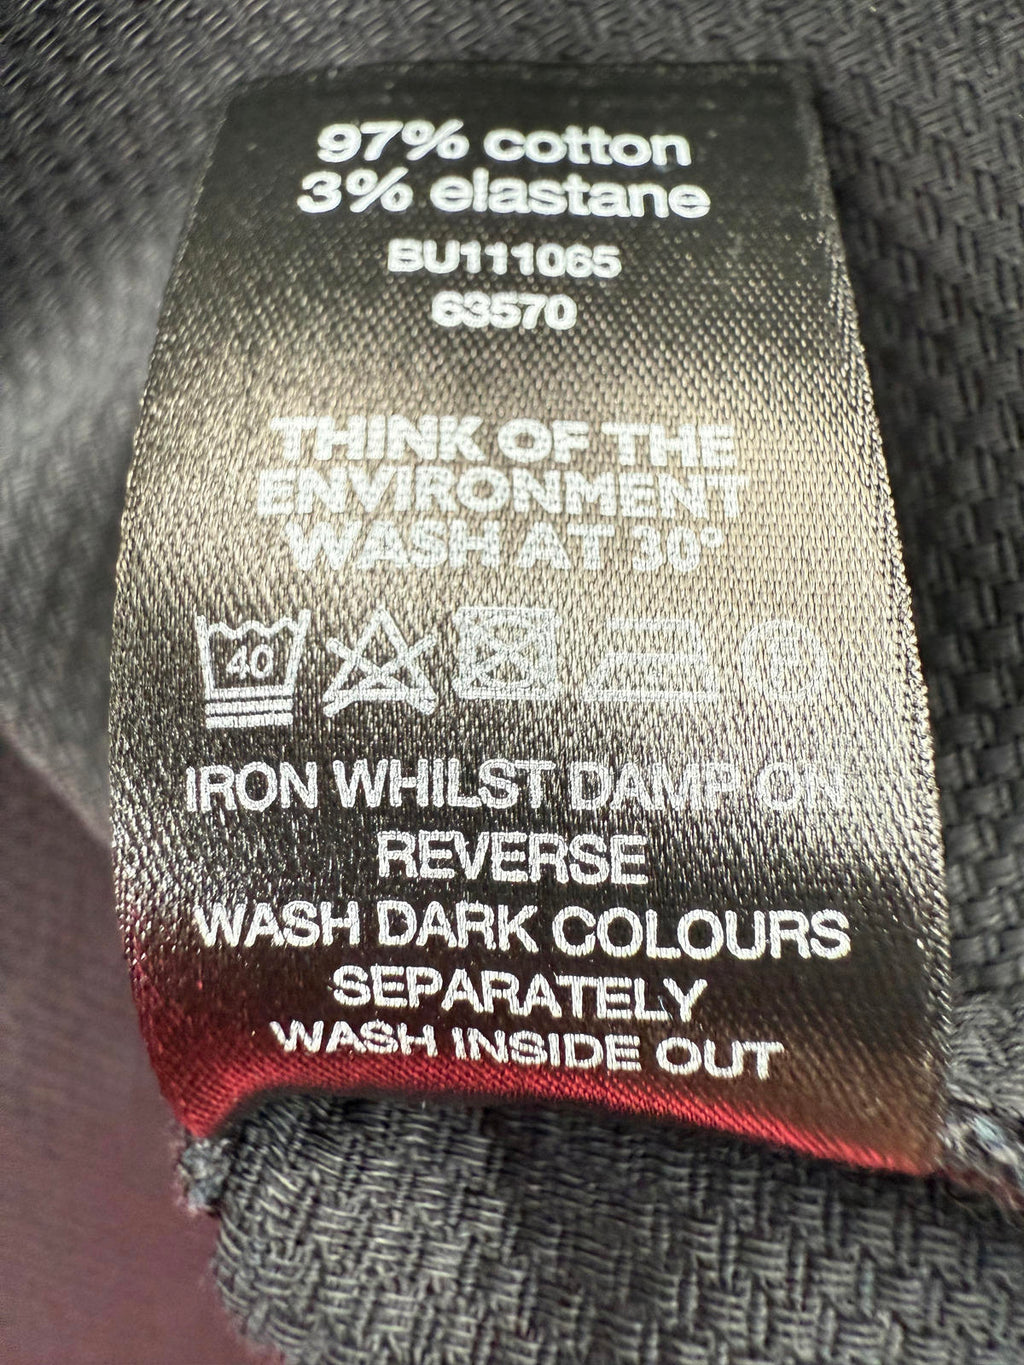 97% cotton
3% elastane
BU111065
63570
THINK OF THE
ENVIRONMENT
WASH AT 30°
40
IRON WHILST DAMP ON
REVERSE
WASH DARK COLOURS
SEPARATELY
WASH INSIDE OUT